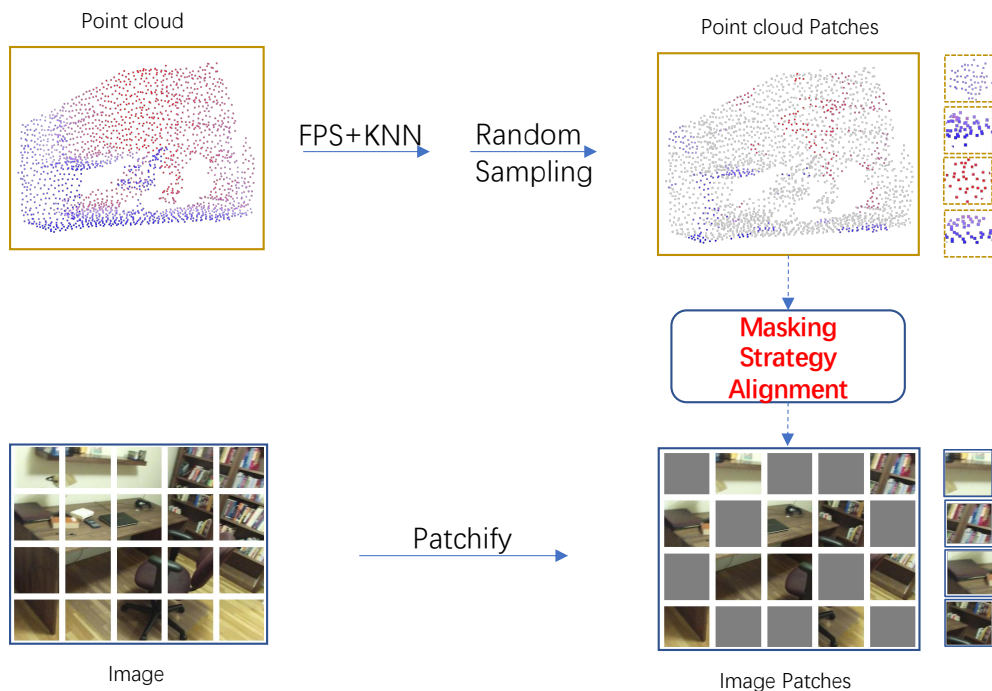 Point cloud
Point cloud Patches
FPS+KNN
Random
Sampling
Masking
Strategy
Alignment
Patchify
Image
Image Patches